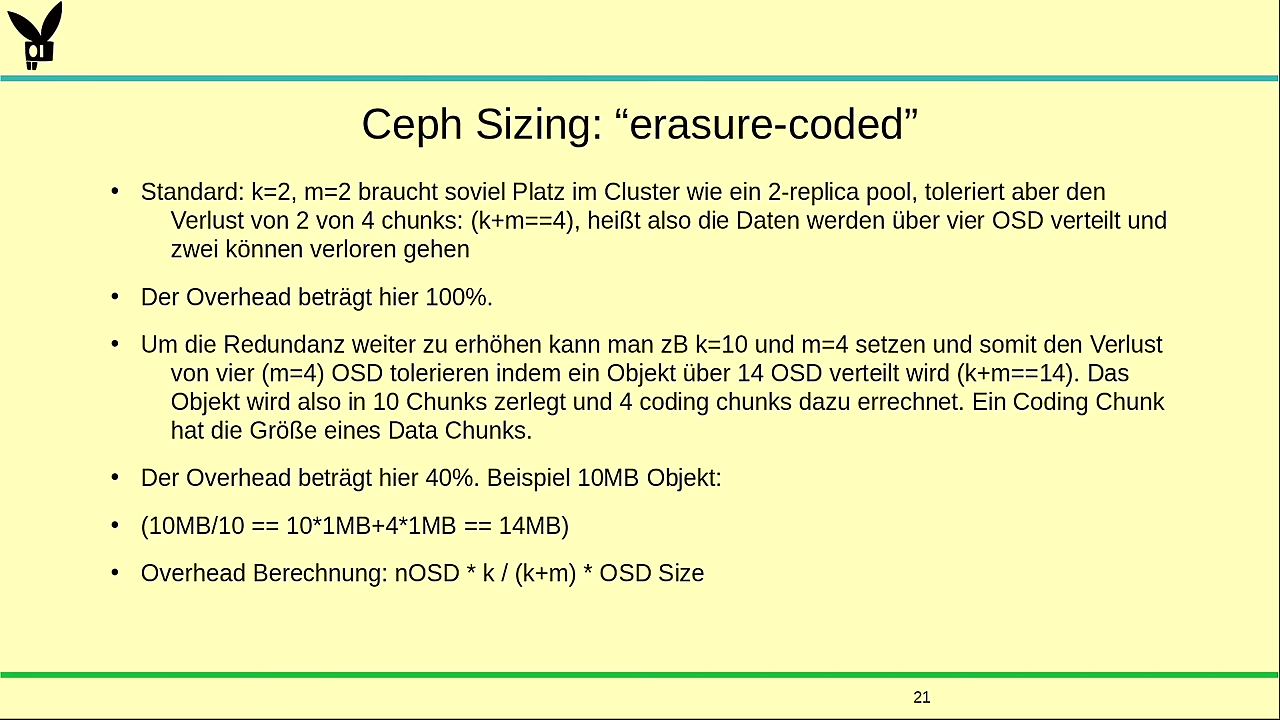 Ceph Sizing: “erasure-coded”
• Standard: k=2, m=2 braucht soviel Platz im Cluster wie ein 2-replica pool, toleriert aber den
Verlust von 2 von 4 chunks: (k+m==4), heißt also die Daten werden über vier OSD verteilt und
zwei können verloren gehen
• Der Overhead beträgt hier 100%.
• Um die Redundanz weiter zu erhöhen kann man zB k=10 und m=4 setzen und somit den Verlust
von vier (m=4) OSD tolerieren indem ein Objekt über 14 OSD verteilt wird (k+m==14). Das
Objekt wird also in 10 Chunks zerlegt und 4 coding chunks dazu errechnet. Ein Coding Chunk
hat die Größe eines Data Chunks.
• Der Overhead beträgt hier 40%. Beispiel 10MB Objekt:
• (10MB/10 == 10*1MB+4*1MB == 14MB)
• Overhead Berechnung: nOSD * k / (k+m) * OSD Size
21